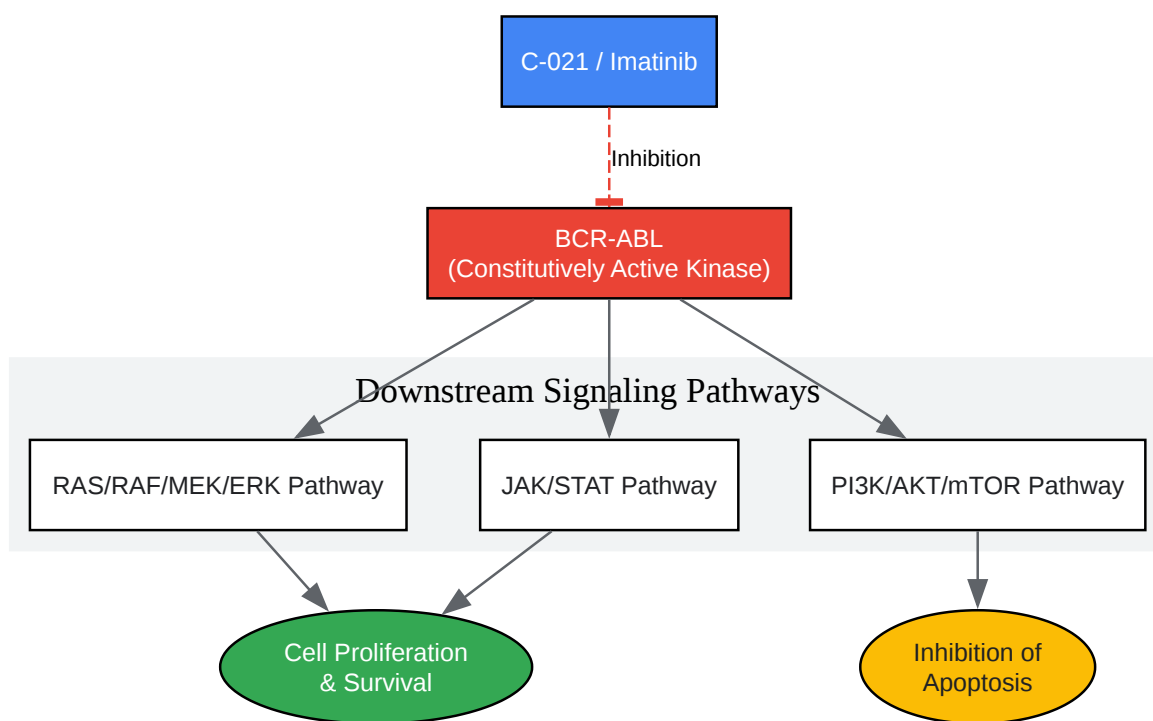 C-021 / Imatinib
Inhibition
BCR-ABL
(Constitutively Active Kinase)
Downstream Signaling Pathways
RAS/RAF/MEK/ERK Pathway
JAK/STAT Pathway
PI3K/AKT/mTOR Pathway
Cell Proliferation
& Survival
Inhibition of
Apoptosis